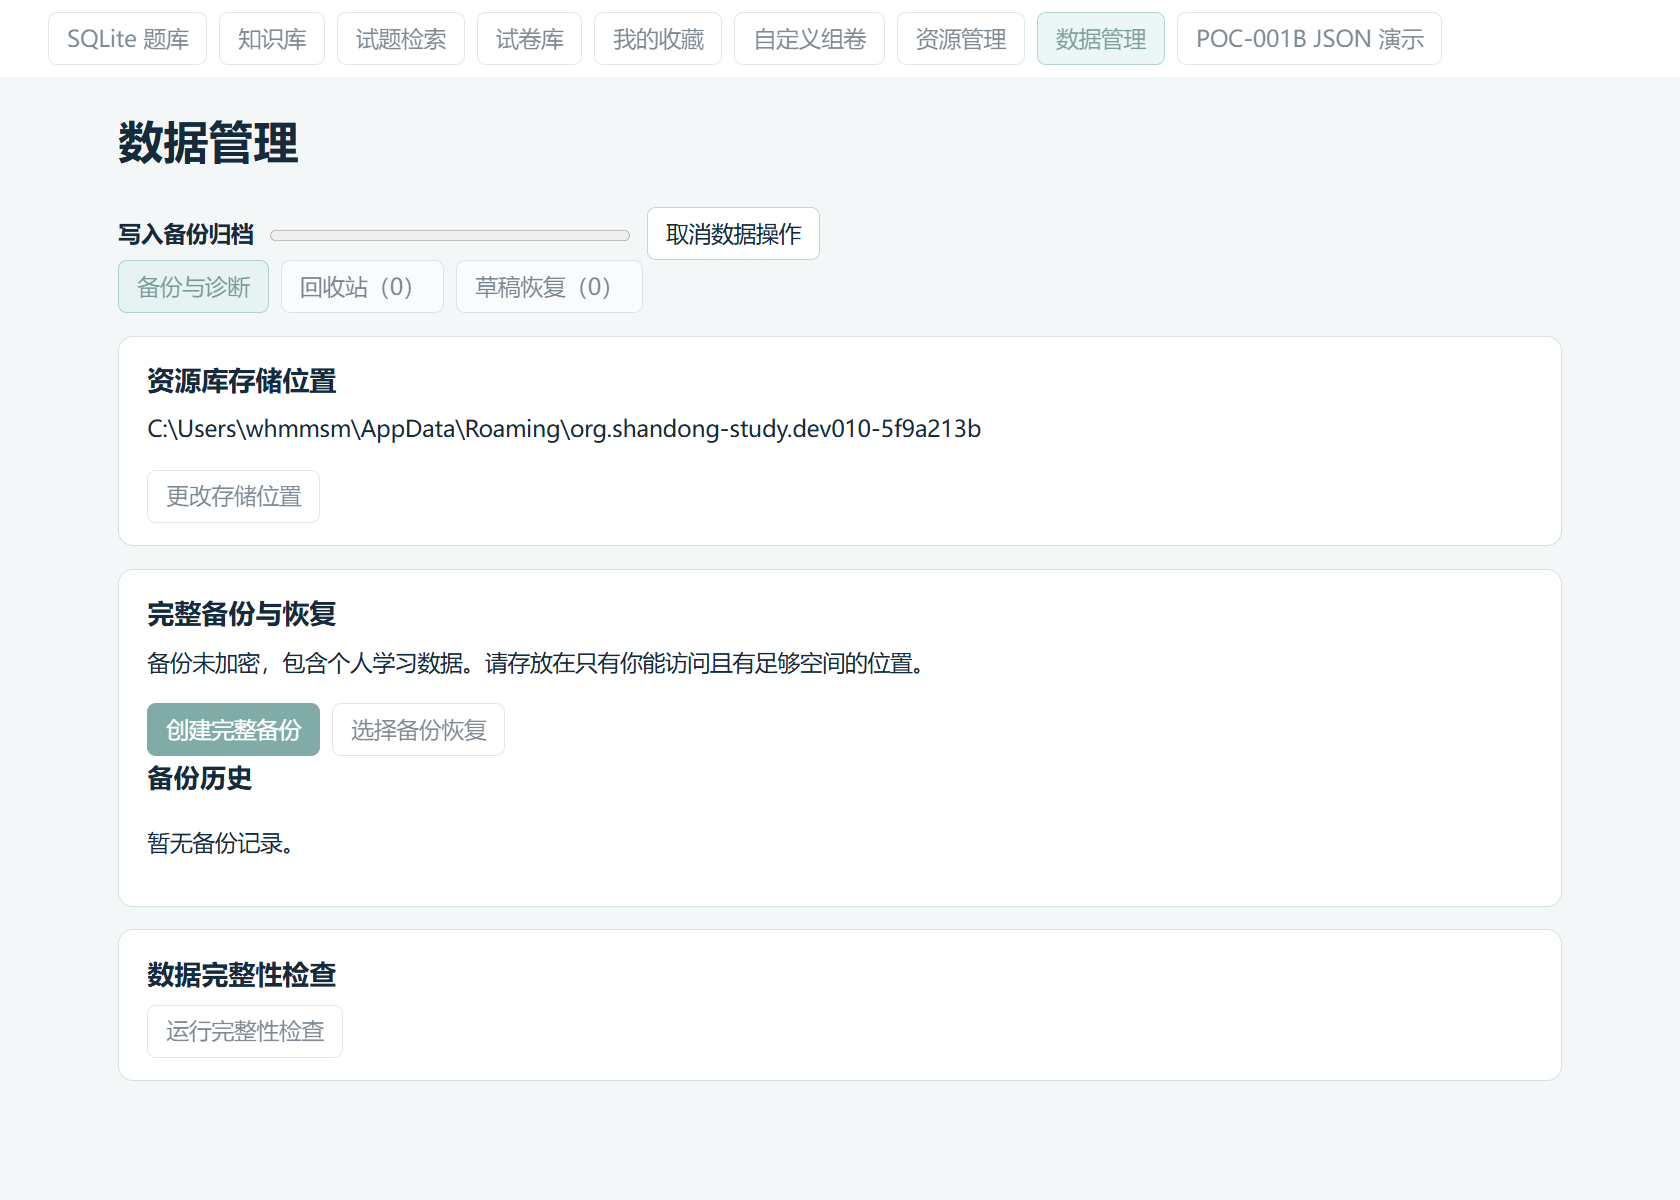 SQLite 题库 知识库 试题检索 试卷库 我的收藏 自定义组卷 资源管理 数据管理 POC-001B JSON 演示
数据管理
写入备份归档 取消数据操作
备份与诊断 回收站（0） 草稿恢复（0）
资源库存储位置
C:\Users\whmmsm\AppData\Roaming\org.shandong-study.dev010-5f9a213b
更改存储位置
完整备份与恢复
备份未加密，包含个人学习数据。请存放在只有你能访问且有足够空间的位置。
创建完整备份 选择备份恢复
备份历史
暂无备份记录。
数据完整性检查
运行完整性检查